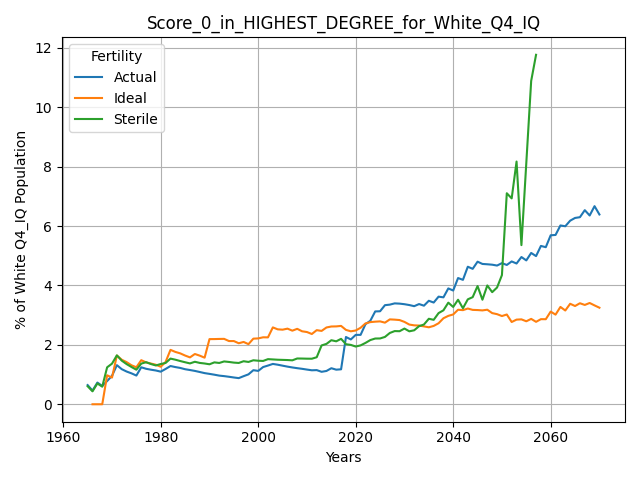 Score_0_in_HIGHEST_DEGREE_for_White_Q4_IQ
Fertility
Actual
Ideal
Sterile
% of White Q4_IQ Population
12
10
8
6
4
2
0
1960
1980
2000
2020
2040
2060
Years